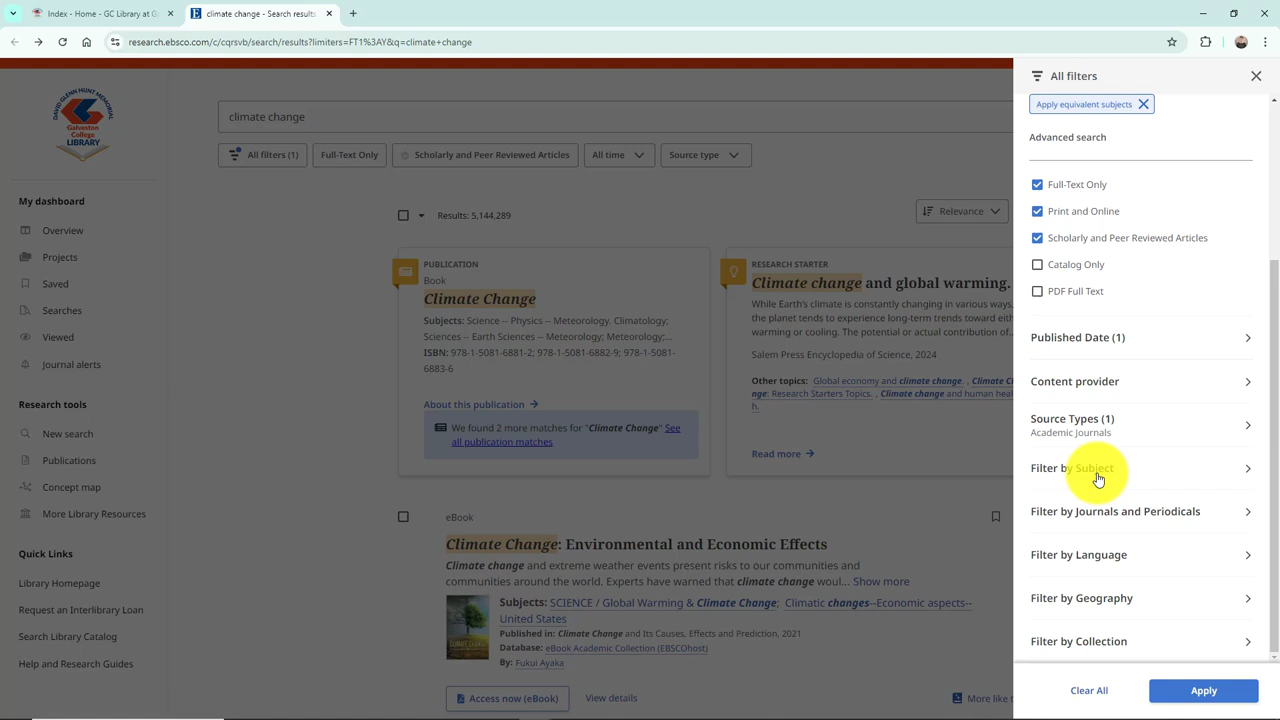 Index - Home - GC Library at G
climate change - Search results
research.ebsco.com/c/cqrsvb/search/results?limiters=FT1%3AY&q=climate+change
DAVID GLENN HUNT MEMORIAL
Galveston
COLLEGE
LIBRARY
My dashboard
Overview
Projects
Saved
Searches
Viewed
Journal alerts
Research tools
New search
Publications
Concept map
More Library Resources
Quick Links
Library Homepage
Request an Interlibrary Loan
Search Library Catalog
Help and Research Guides
climate change
All filters (1)
Full-Text Only
Scholarly and Peer Reviewed Articles
All time
Source type
Results: 5,144,289
Relevance
PUBLICATION
Book
Climate Change
Subjects: Science -- Physics -- Meteorology. Climatology;
Sciences -- Earth Sciences -- Meteorology; Meteorology;...
ISBN: 978-1-5081-6881-2; 978-1-5081-6882-9; 978-1-5081-
6883-6
About this publication
We found 2 more matches for "Climate Change" See
all publication matches
RESEARCH STARTER
Climate change and global warming.
While Earth's climate is constantly changing in various ways,
the planet tends to experience long-term trends toward eith
warming or cooling. The potential or actual contribution of...
Salem Press Encyclopedia of Science, 2024
Other topics: Global economy and climate change. , Climate C
nge: Research Starters Topics. , Climate change and human heal
h.
Read more
eBook
Climate Change: Environmental and Economic Effects
Climate change and extreme weather events present risks to our communities and
communities around the world. Experts have warned that climate change woul... Show more
Subjects: SCIENCE / Global Warming & Climate Change; Climatic changes--Economic aspects--
United States
Published in: Climate Change and Its Causes, Effects and Prediction, 2021
Database: eBook Academic Collection (EBSCOhost)
By: Fukui Ayaka
Access now (eBook)
View details
More like t
All filters
Apply equivalent subjects
Advanced search
Full-Text Only
Print and Online
Scholarly and Peer Reviewed Articles
Catalog Only
PDF Full Text
Published Date (1)
Content provider
Source Types (1)
Academic Journals
Filter by Subject
Filter by Journals and Periodicals
Filter by Language
Filter by Geography
Filter by Collection
Clear All
Apply